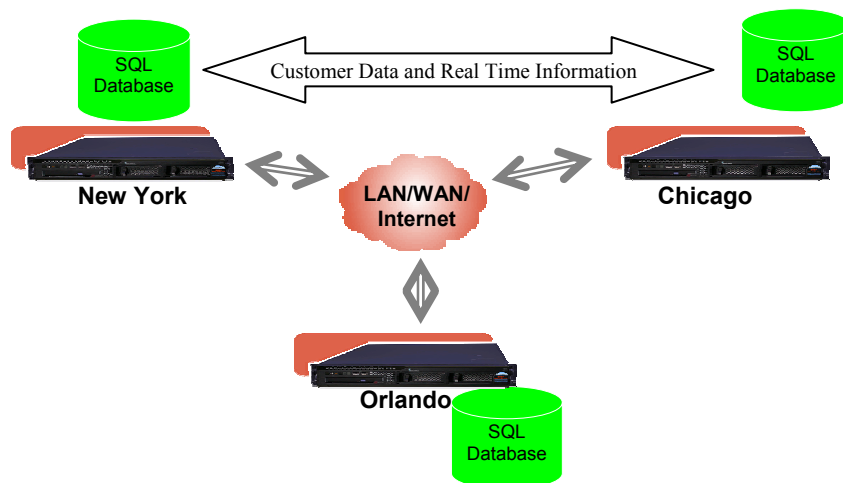 SQL
Database
Customer Data and Real Time Information
SQL
Database
New York
LAN/WAN/
Internet
Chicago
Orlando
SQL
Database